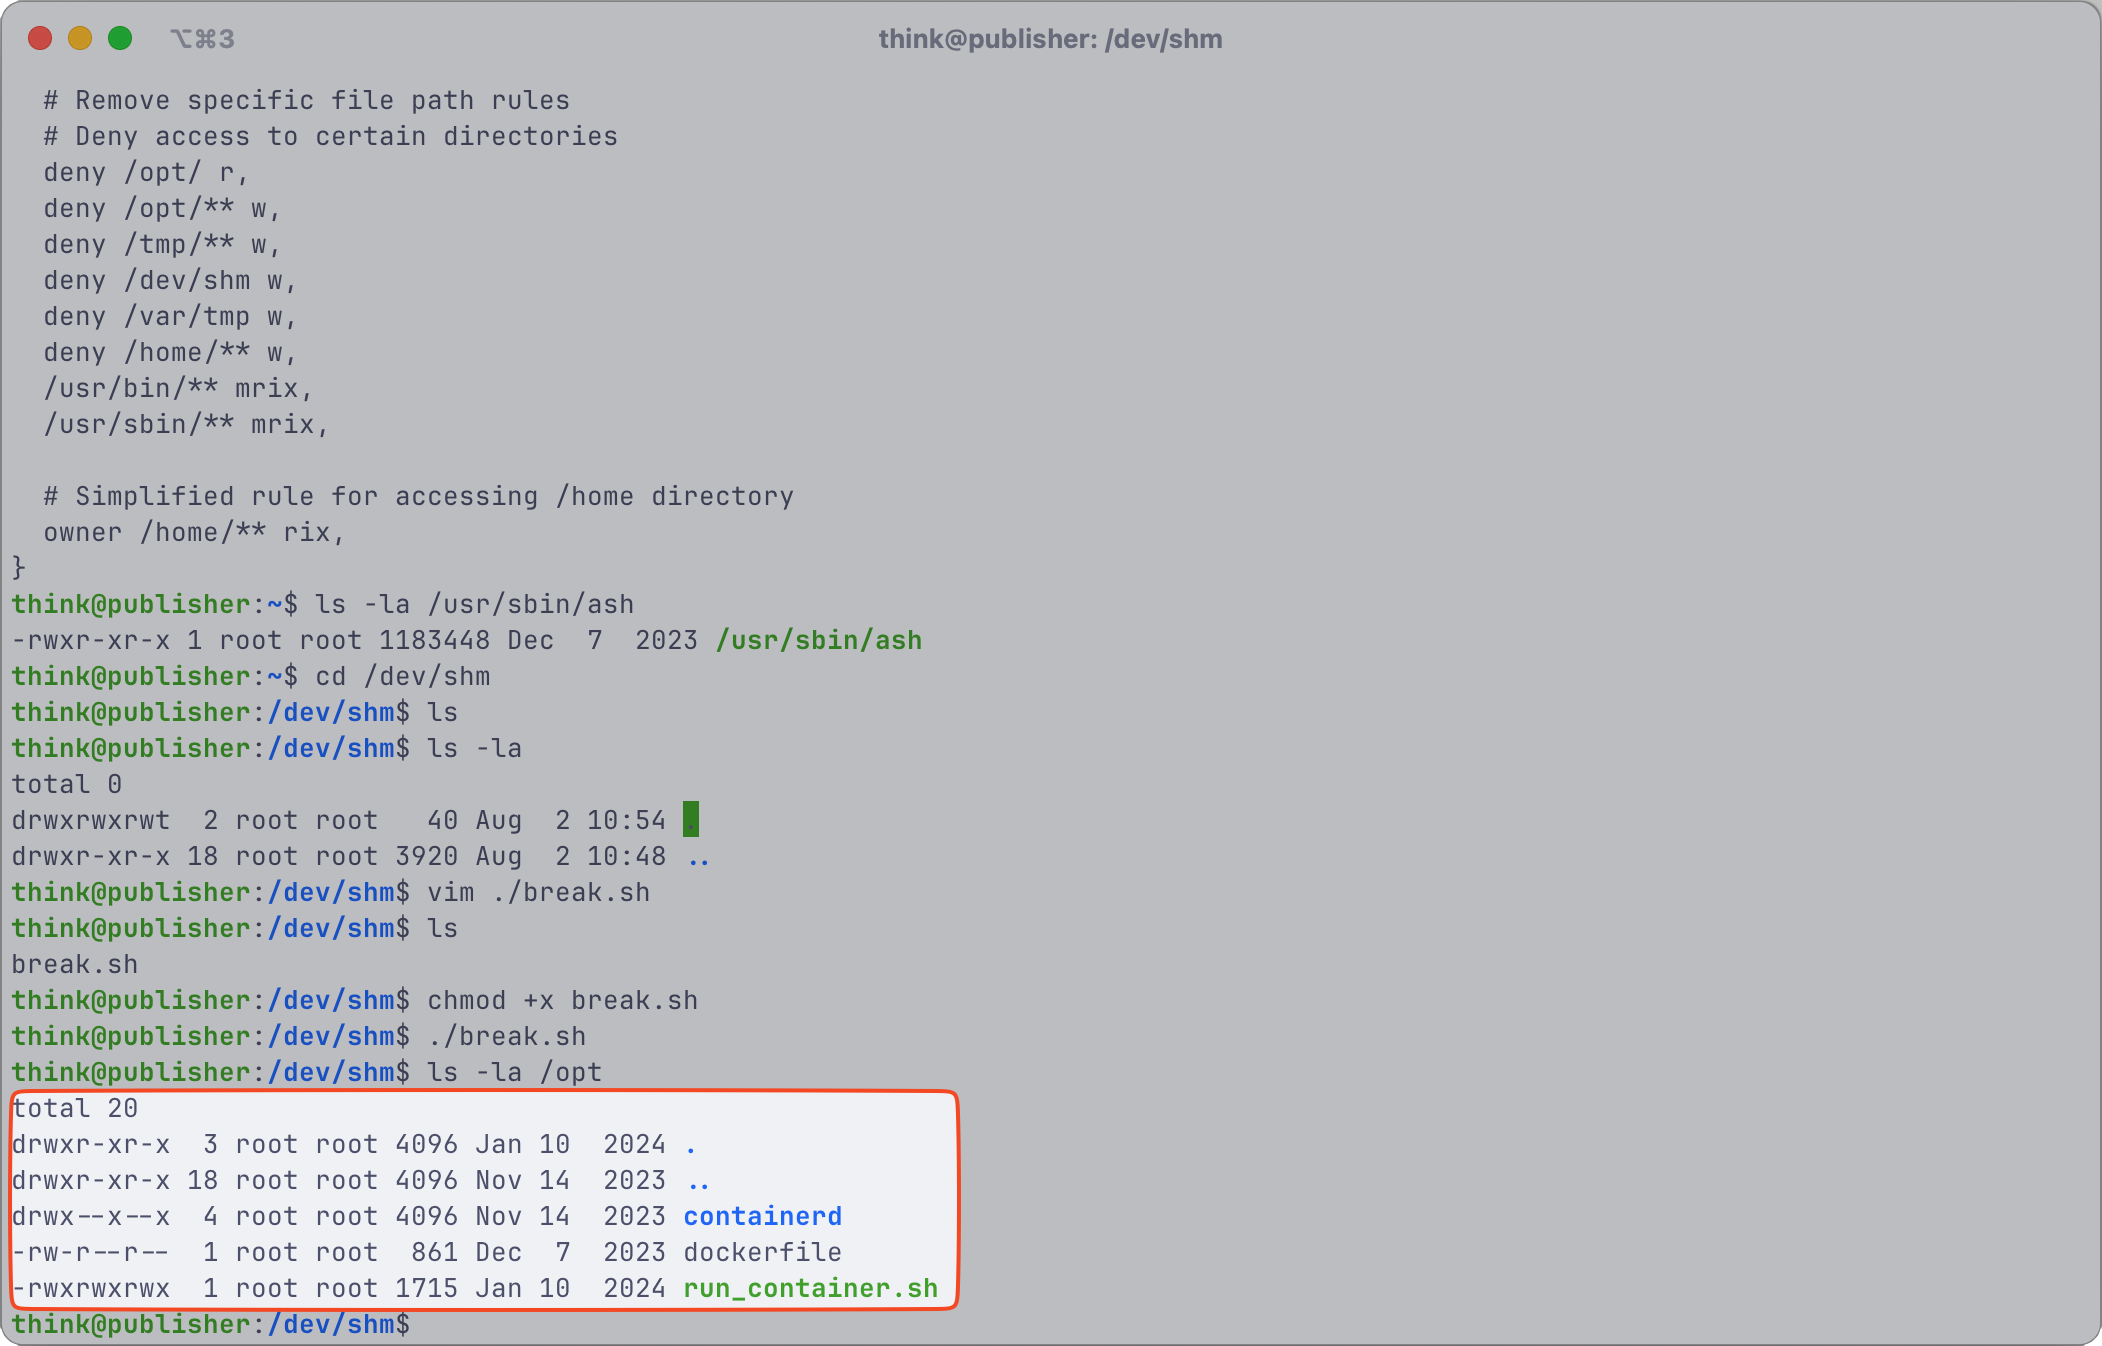 ⌥⌘3
think@publisher: /dev/shm
  # Remove specific file path rules
  # Deny access to certain directories
  deny /opt/ r,
  deny /opt/** w,
  deny /tmp/** w,
  deny /dev/shm w,
  deny /var/tmp w,
  deny /home/** w,
  /usr/bin/** mrix,
  /usr/sbin/** mrix,

  # Simplified rule for accessing /home directory
  owner /home/** rix,
}
think@publisher:~$ ls -la /usr/sbin/ash
-rwxr-xr-x 1 root root 1183448 Dec  7  2023 /usr/sbin/ash
think@publisher:~$ cd /dev/shm
think@publisher:/dev/shm$ ls
think@publisher:/dev/shm$ ls -la
total 0
drwxrwxrwt  2 root root   40 Aug  2 10:54 .
drwxr-xr-x 18 root root 3920 Aug  2 10:48 ..
think@publisher:/dev/shm$ vim ./break.sh
think@publisher:/dev/shm$ ls
break.sh
think@publisher:/dev/shm$ chmod +x break.sh
think@publisher:/dev/shm$ ./break.sh
think@publisher:/dev/shm$ ls -la /opt
total 20
drwxr-xr-x  3 root root 4096 Jan 10  2024 .
drwxr-xr-x 18 root root 4096 Nov 14  2023 ..
drwx--x--x  4 root root 4096 Nov 14  2023 containerd
-rw-r--r--  1 root root  861 Dec  7  2023 dockerfile
-rwxrwxrwx  1 root root 1715 Jan 10  2024 run_container.sh
think@publisher:/dev/shm$